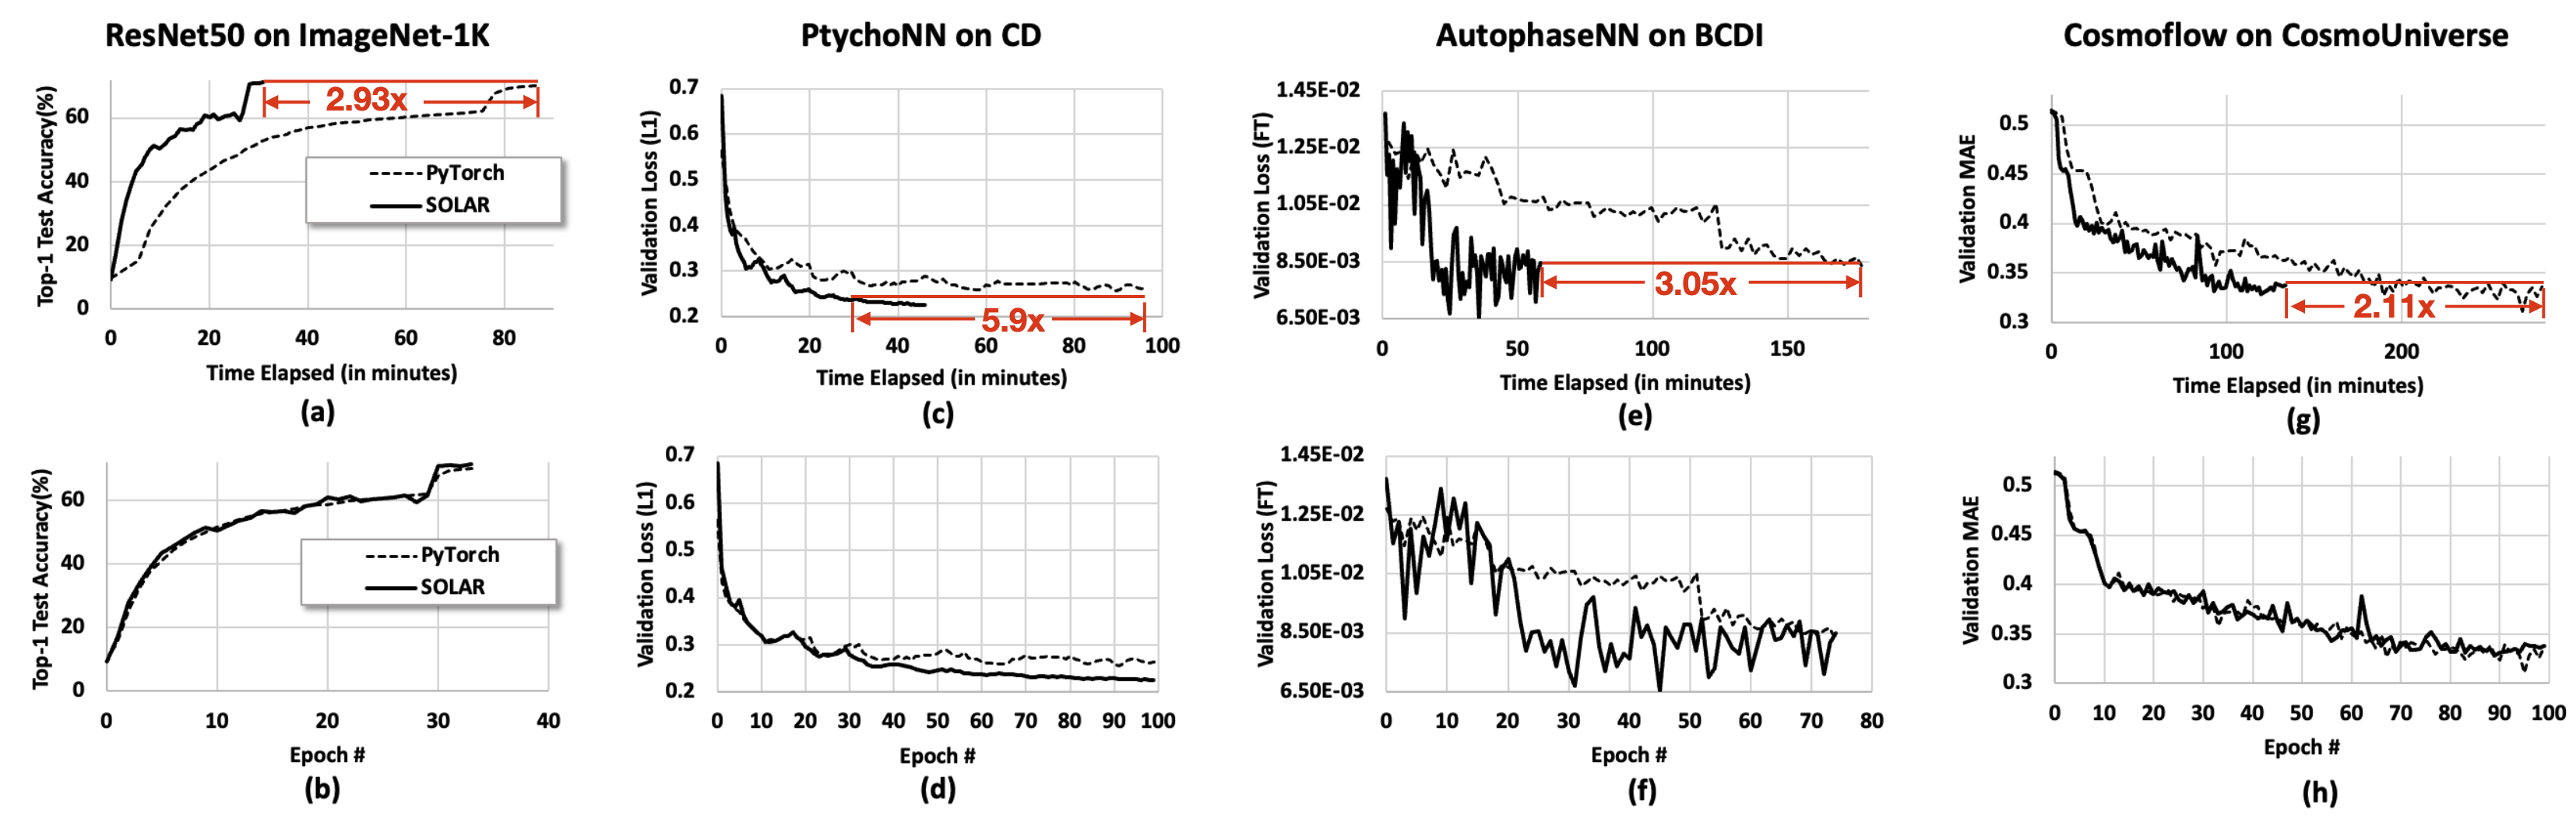 ResNet50 on ImageNet-1K
Top-1 Test Accuracy(%)
60
40
20
0
2.93x
PyTorch
SOLAR
0 20 40 60 80
Time Elapsed (in minutes)
(a)
PtychoNN on CD
Validation Loss (L1)
0.7
0.6
0.5
0.4
0.3
0.2
5.9x
0 20 40 60 80 100
Time Elapsed (in minutes)
(c)
AutophaseNN on BCDI
Validation Loss (FT)
1.45E-02
1.25E-02
1.05E-02
8.50E-03
6.50E-03
3.05x
0 50 100 150
Time Elapsed (in minutes)
(e)
Cosmoflow on CosmoUniverse
Validation MAE
0.5
0.45
0.4
0.35
0.3
2.11x
0 100 200
Time Elapsed (in minutes)
(g)
Top-1 Test Accuracy(%)
60
40
20
0
PyTorch
SOLAR
0 10 20 30 40
Epoch #
(b)
Validation Loss (L1)
0.7
0.6
0.5
0.4
0.3
0.2
0 10 20 30 40 50 60 70 80 90 100
Epoch #
(d)
Validation Loss (FT)
1.45E-02
1.25E-02
1.05E-02
8.50E-03
6.50E-03
0 10 20 30 40 50 60 70 80
Epoch #
(f)
Validation MAE
0.5
0.45
0.4
0.35
0.3
0 10 20 30 40 50 60 70 80 90 100
Epoch #
(h)